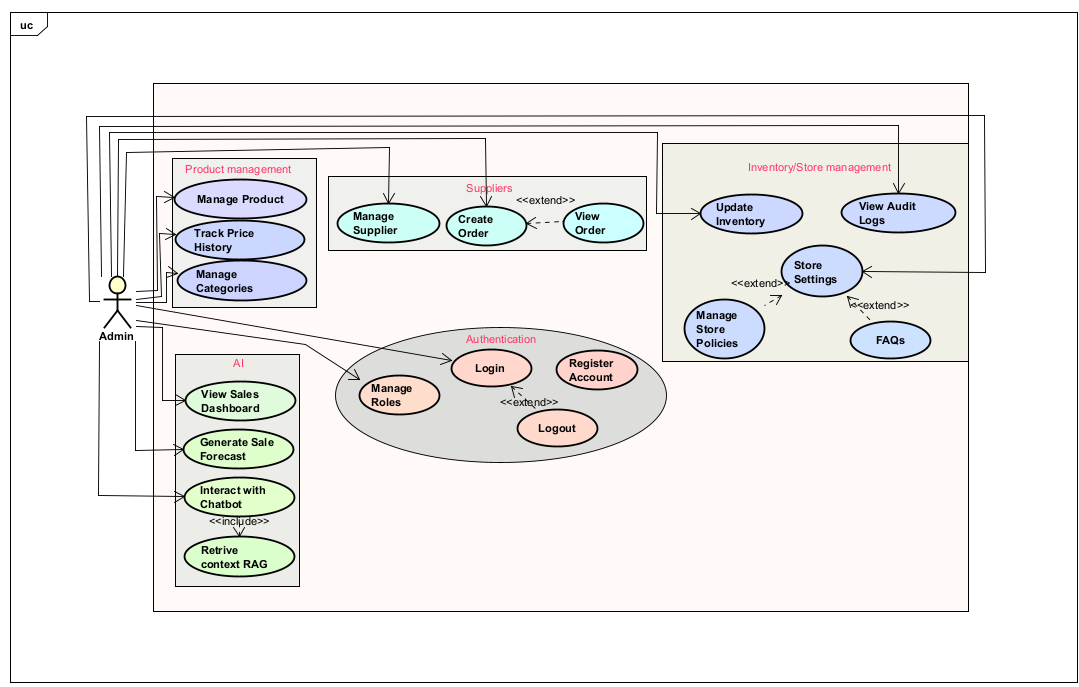 uc
Product management
Manage Product
Track Price
History
Manage
Categories
Suppliers
<<extend>>
Manage
Supplier
Create
Order
View
Order
Inventory/Store management
Update
Inventory
View Audit
Logs
Store
Settings
<<extend>>
<<extend>>
Manage
Store
Policies
FAQs
Admin
Authentication
Login
Register
Account
Manage
Roles
<<extend>>
Logout
AI
View Sales
Dashboard
Generate Sale
Forecast
Interact with
Chatbot
<<include>>
Retrive
context RAG